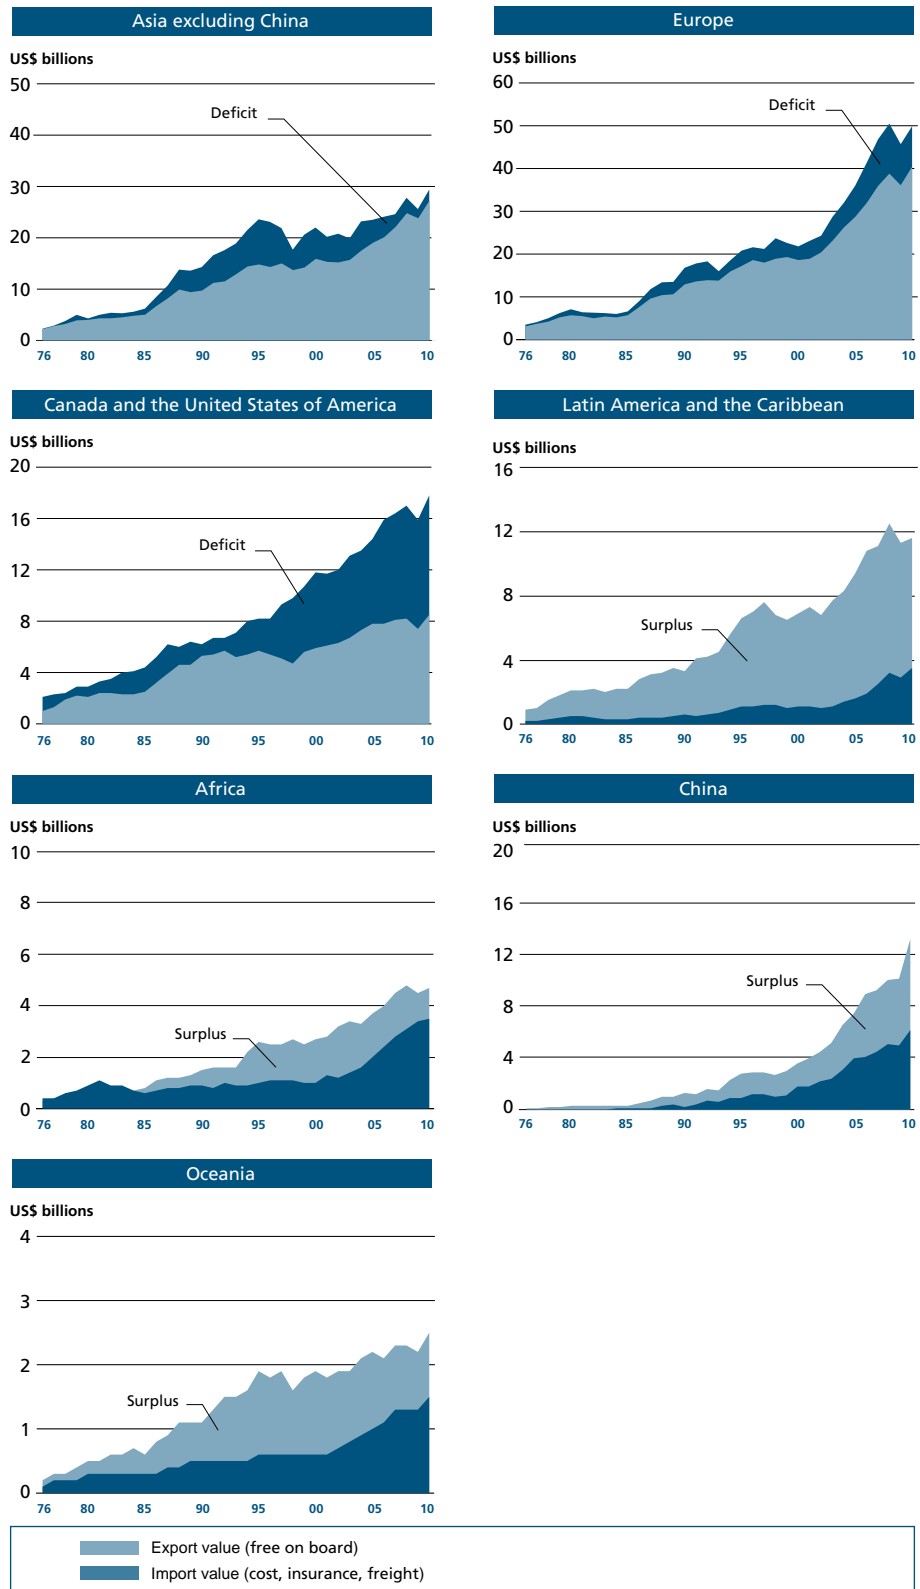 Asia excluding China
US$ billions
50
40
30
20
10
0
Deficit
76 80 85 90 95 00 05 10
Europe
US$ billions
60
50
40
30
20
10
0
Deficit
76 80 85 90 95 00 05 10
Canada and the United States of America
US$ billions
20
16
12
8
4
0
Deficit
76 80 85 90 95 00 05 10
Latin America and the Caribbean
US$ billions
16
12
8
4
0
Surplus
76 80 85 90 95 00 05 10
Africa
US$ billions
10
8
6
4
2
0
Surplus
76 80 85 90 95 00 05 10
China
US$ billions
20
16
12
8
4
0
Surplus
76 80 85 90 95 00 05 10
Oceania
US$ billions
4
3
2
1
0
Surplus
76 80 85 90 95 00 05 10
Export value (free on board)
Import value (cost, insurance, freight)